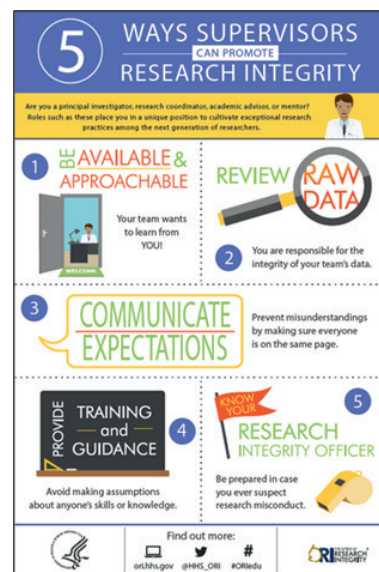 5
WAYS SUPERVISORS
CAN PROMOTE
RESEARCH INTEGRITY
Are you a principal investigator, research coordinator, academic advisor, or mentor?
Roles such as these place you in a unique position to cultivate exceptional research
practices among the next generation of researchers.
1
BE AVAILABLE &
APPROACHABLE
Your team wants
to learn from
YOU!
WELCOME
REVIEW RAW
DATA
2
You are responsible for the
integrity of your team's data.
3
COMMUNICATE
EXPECTATIONS
Prevent misunderstandings
by making sure everyone
is on the same page.
PROVIDE
TRAINING
and
GUIDANCE
4
Avoid making assumptions
about anyone's skills or knowledge.
5
KNOW
YOUR
RESEARCH
INTEGRITY OFFICER
Be prepared in case
you ever suspect
research misconduct.
Find out more:
ori.hhs.gov @HHS_ORI #ORIedu
ORI THE OFFICE OF
RESEARCH
INTEGRITY